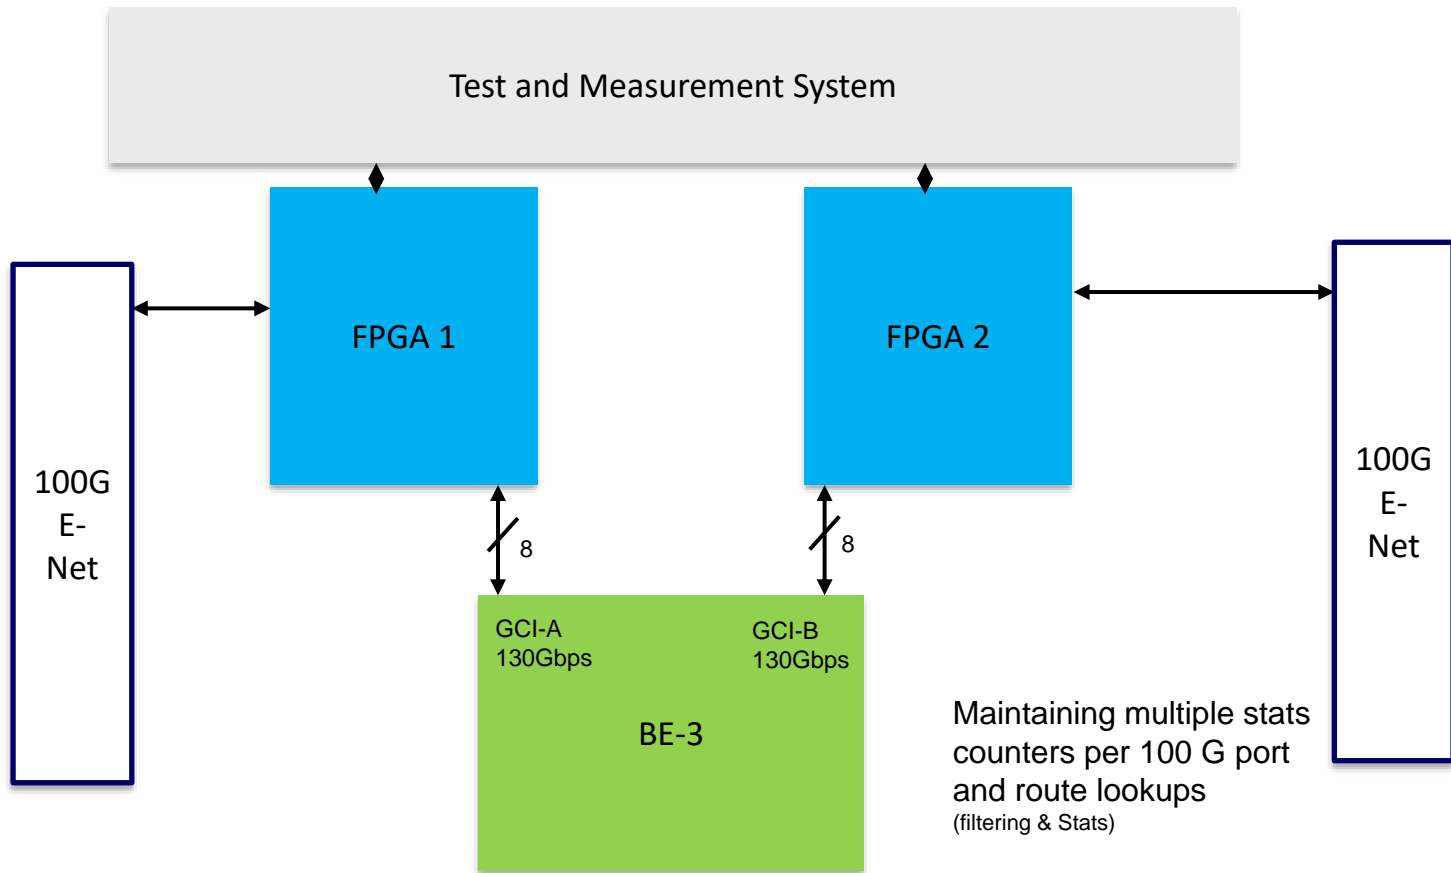 Test and Measurement System
FPGA 1
FPGA 2
100G
E-
Net
100G
E-
Net
8
8
GCI-A
130Gbps
GCI-B
130Gbps
BE-3
Maintaining multiple stats
counters per 100 G port
and route lookups
(filtering & Stats)